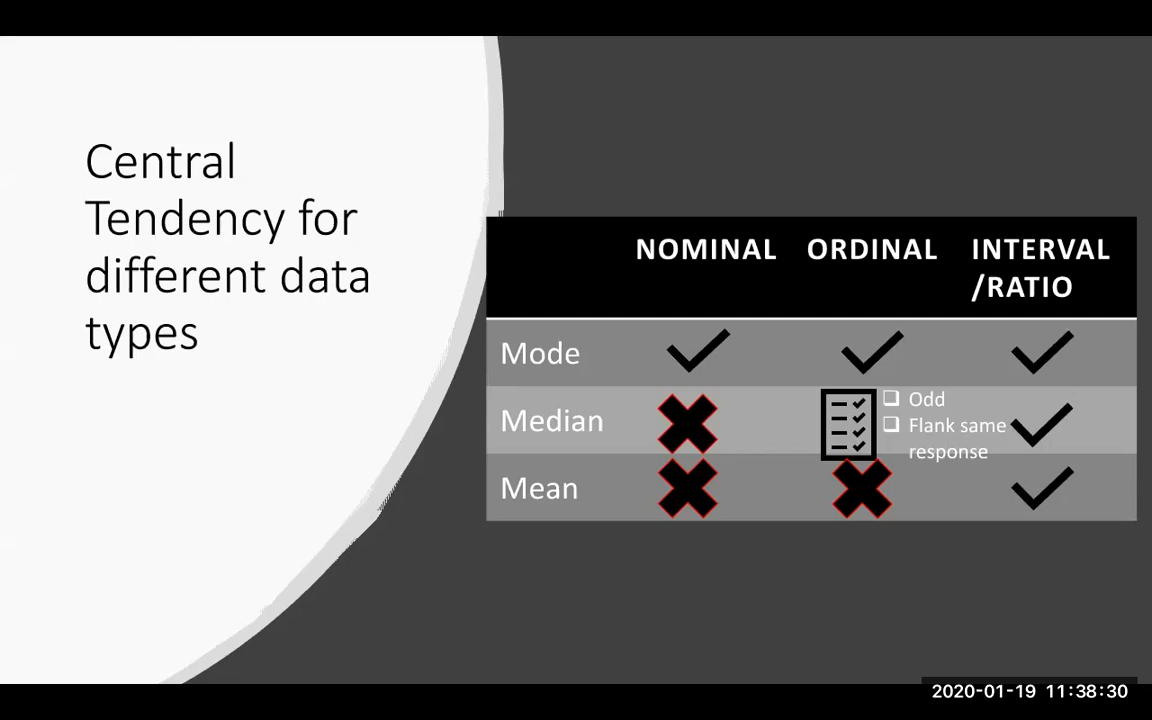 Central
Tendency for
different data
types
NOMINAL ORDINAL INTERVAL
/RATIO
Mode
Median
Odd
Flank same
response
Mean
2020-01-19 11:38:30